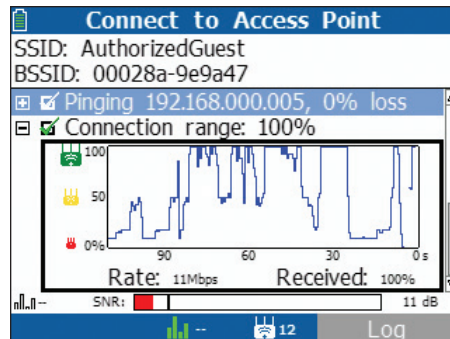 Connect to Access Point
SSID: AuthorizedGuest
BSSID: 00028a-9e9a47
Pinging 192.168.000.005, 0% loss
Connection range: 100%
100
50
0%
90 60 30 0 s
Rate: 11Mbps Received: 100%
-- SNR: 11 dB
-- 12 Log